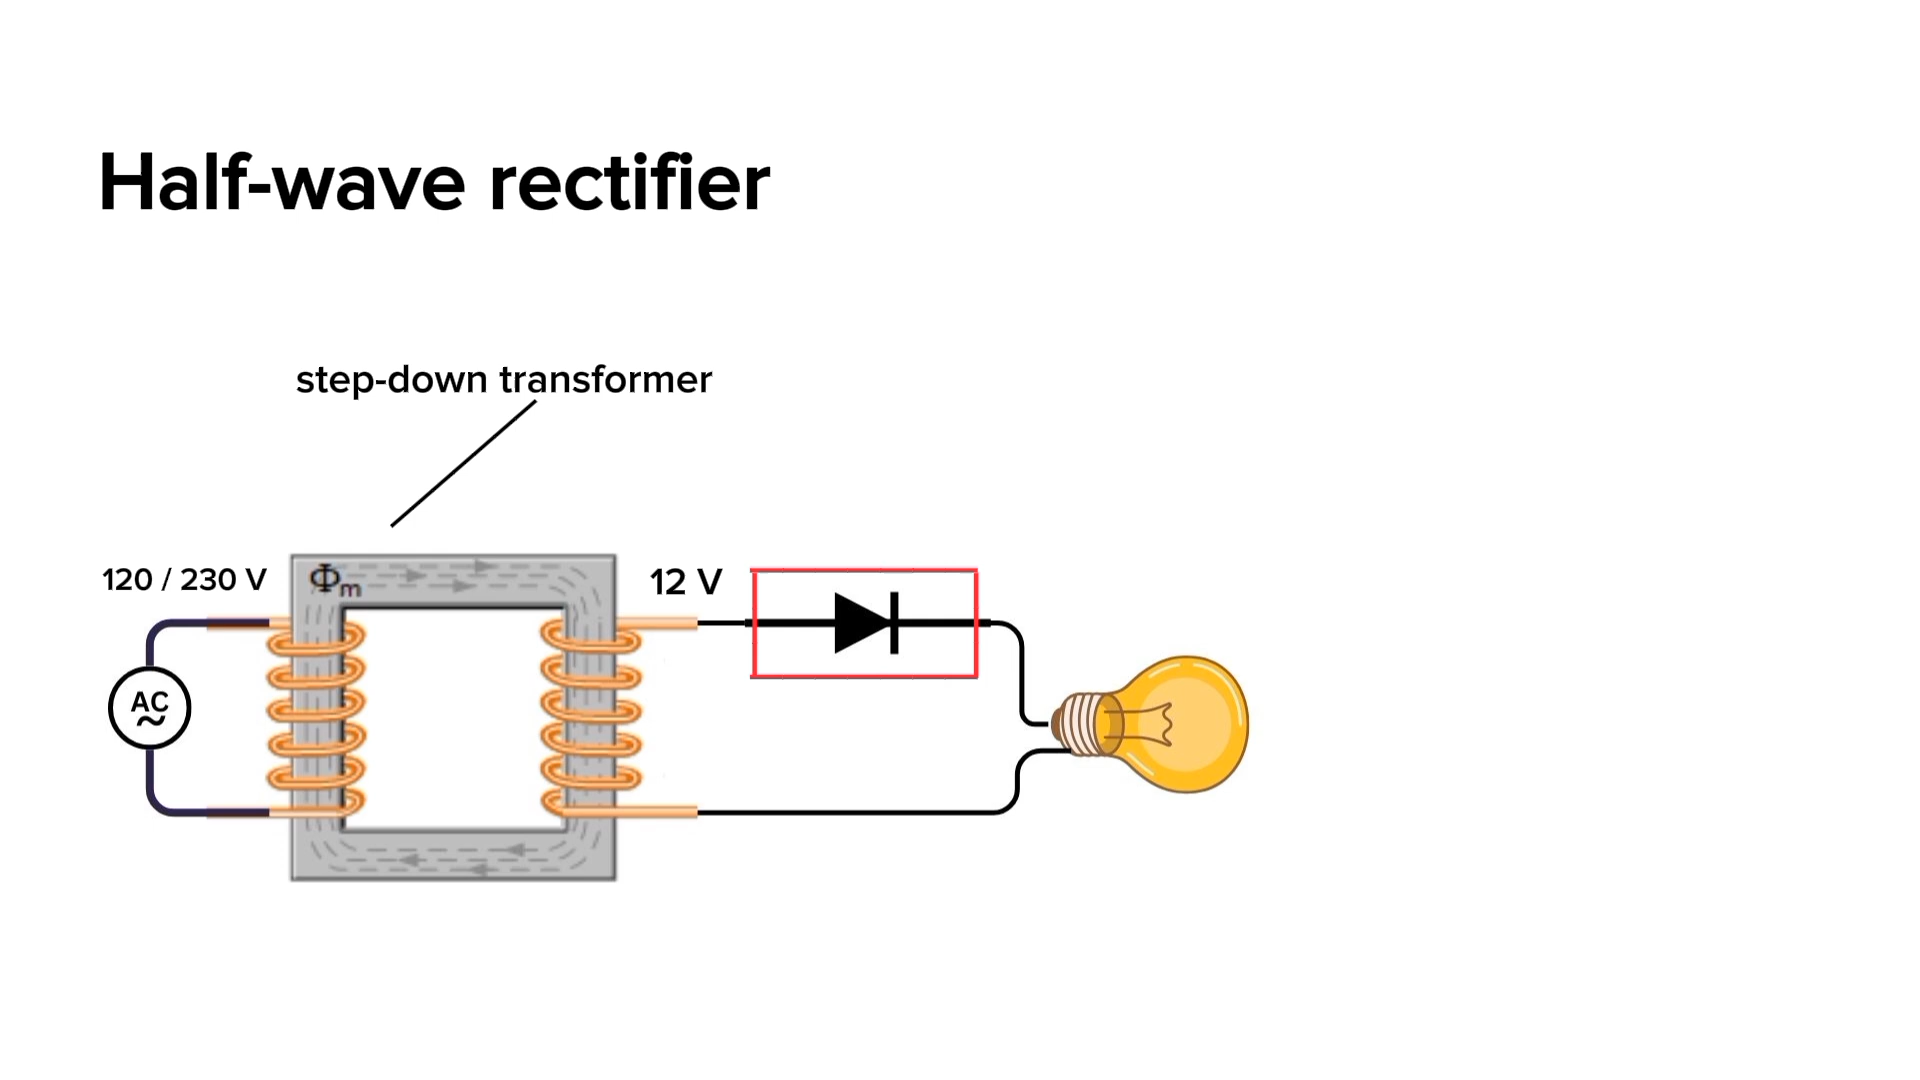 Half-wave rectifier
step-down transformer
120 / 230 V
Φm
12 V
AC
~